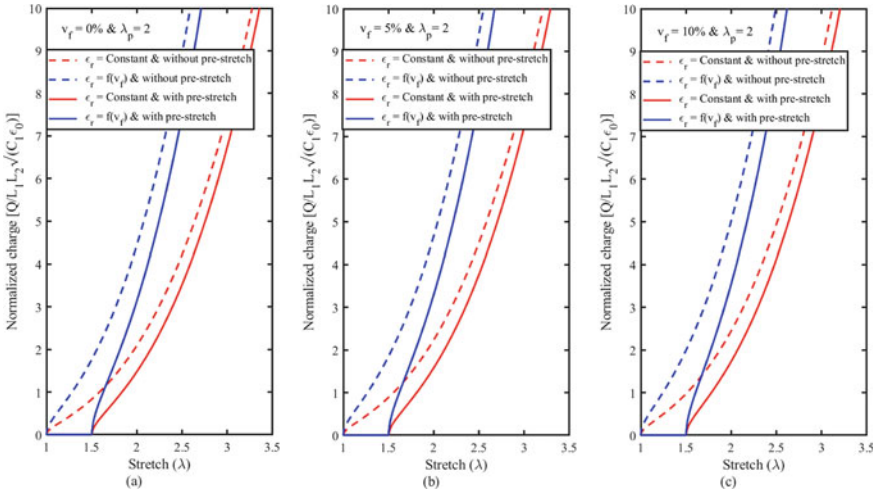 v_f = 0% & λ_p = 2
ϵ_r = Constant & without pre-stretch
ϵ_r = f(v_f) & without pre-stretch
ϵ_r = Constant & with pre-stretch
ϵ_r = f(v_f) & with pre-stretch
Normalized charge [Q/L_1L_2√(C_1ϵ_0)]
10
9
8
7
6
5
4
3
2
1
0
1
1.5
2
2.5
3
3.5
Stretch (λ)
(a)
v_f = 5% & λ_p = 2
ϵ_r = Constant & without pre-stretch
ϵ_r = f(v_f) & without pre-stretch
ϵ_r = Constant & with pre-stretch
ϵ_r = f(v_f) & with pre-stretch
Normalized charge [Q/L_1L_2√(C_1ϵ_0)]
10
9
8
7
6
5
4
3
2
1
0
1
1.5
2
2.5
3
3.5
Stretch (λ)
(b)
v_f = 10% & λ_p = 2
ϵ_r = Constant & without pre-stretch
ϵ_r = f(v_f) & without pre-stretch
ϵ_r = Constant & with pre-stretch
ϵ_r = f(v_f) & with pre-stretch
Normalized charge [Q/L_1L_2√(C_1ϵ_0)]
10
9
8
7
6
5
4
3
2
1
0
1
1.5
2
2.5
3
3.5
Stretch (λ)
(c)